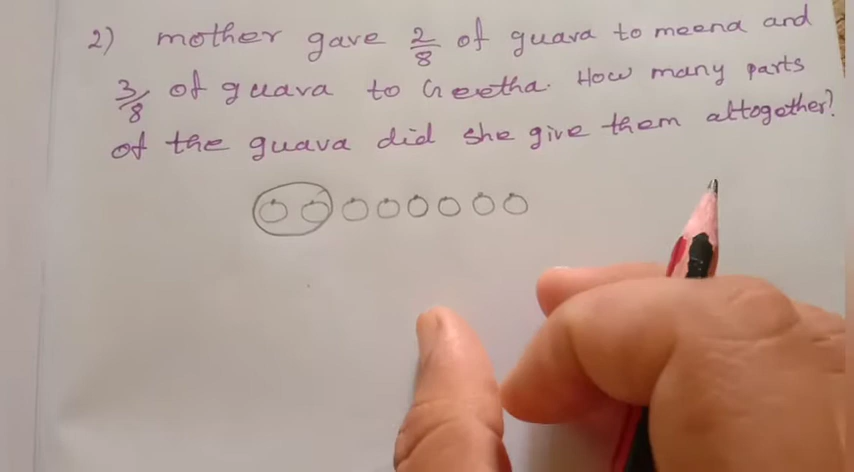 2) mother gave 2/8 of guava to meena and
3/8 of guava to Geetha. How many parts
of the guava did she give them altogether?